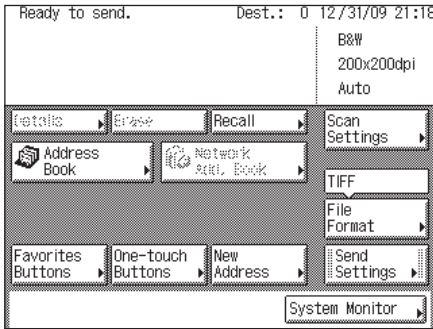 Ready to send. Dest.: 0 12/31/09 21:18
B&W
200x200dpi
Auto
Details Erase Recall Scan Settings
Address Book Network Add. Book
TIFF
File Format
Favorites Buttons One-touch Buttons New Address Send Settings
System Monitor